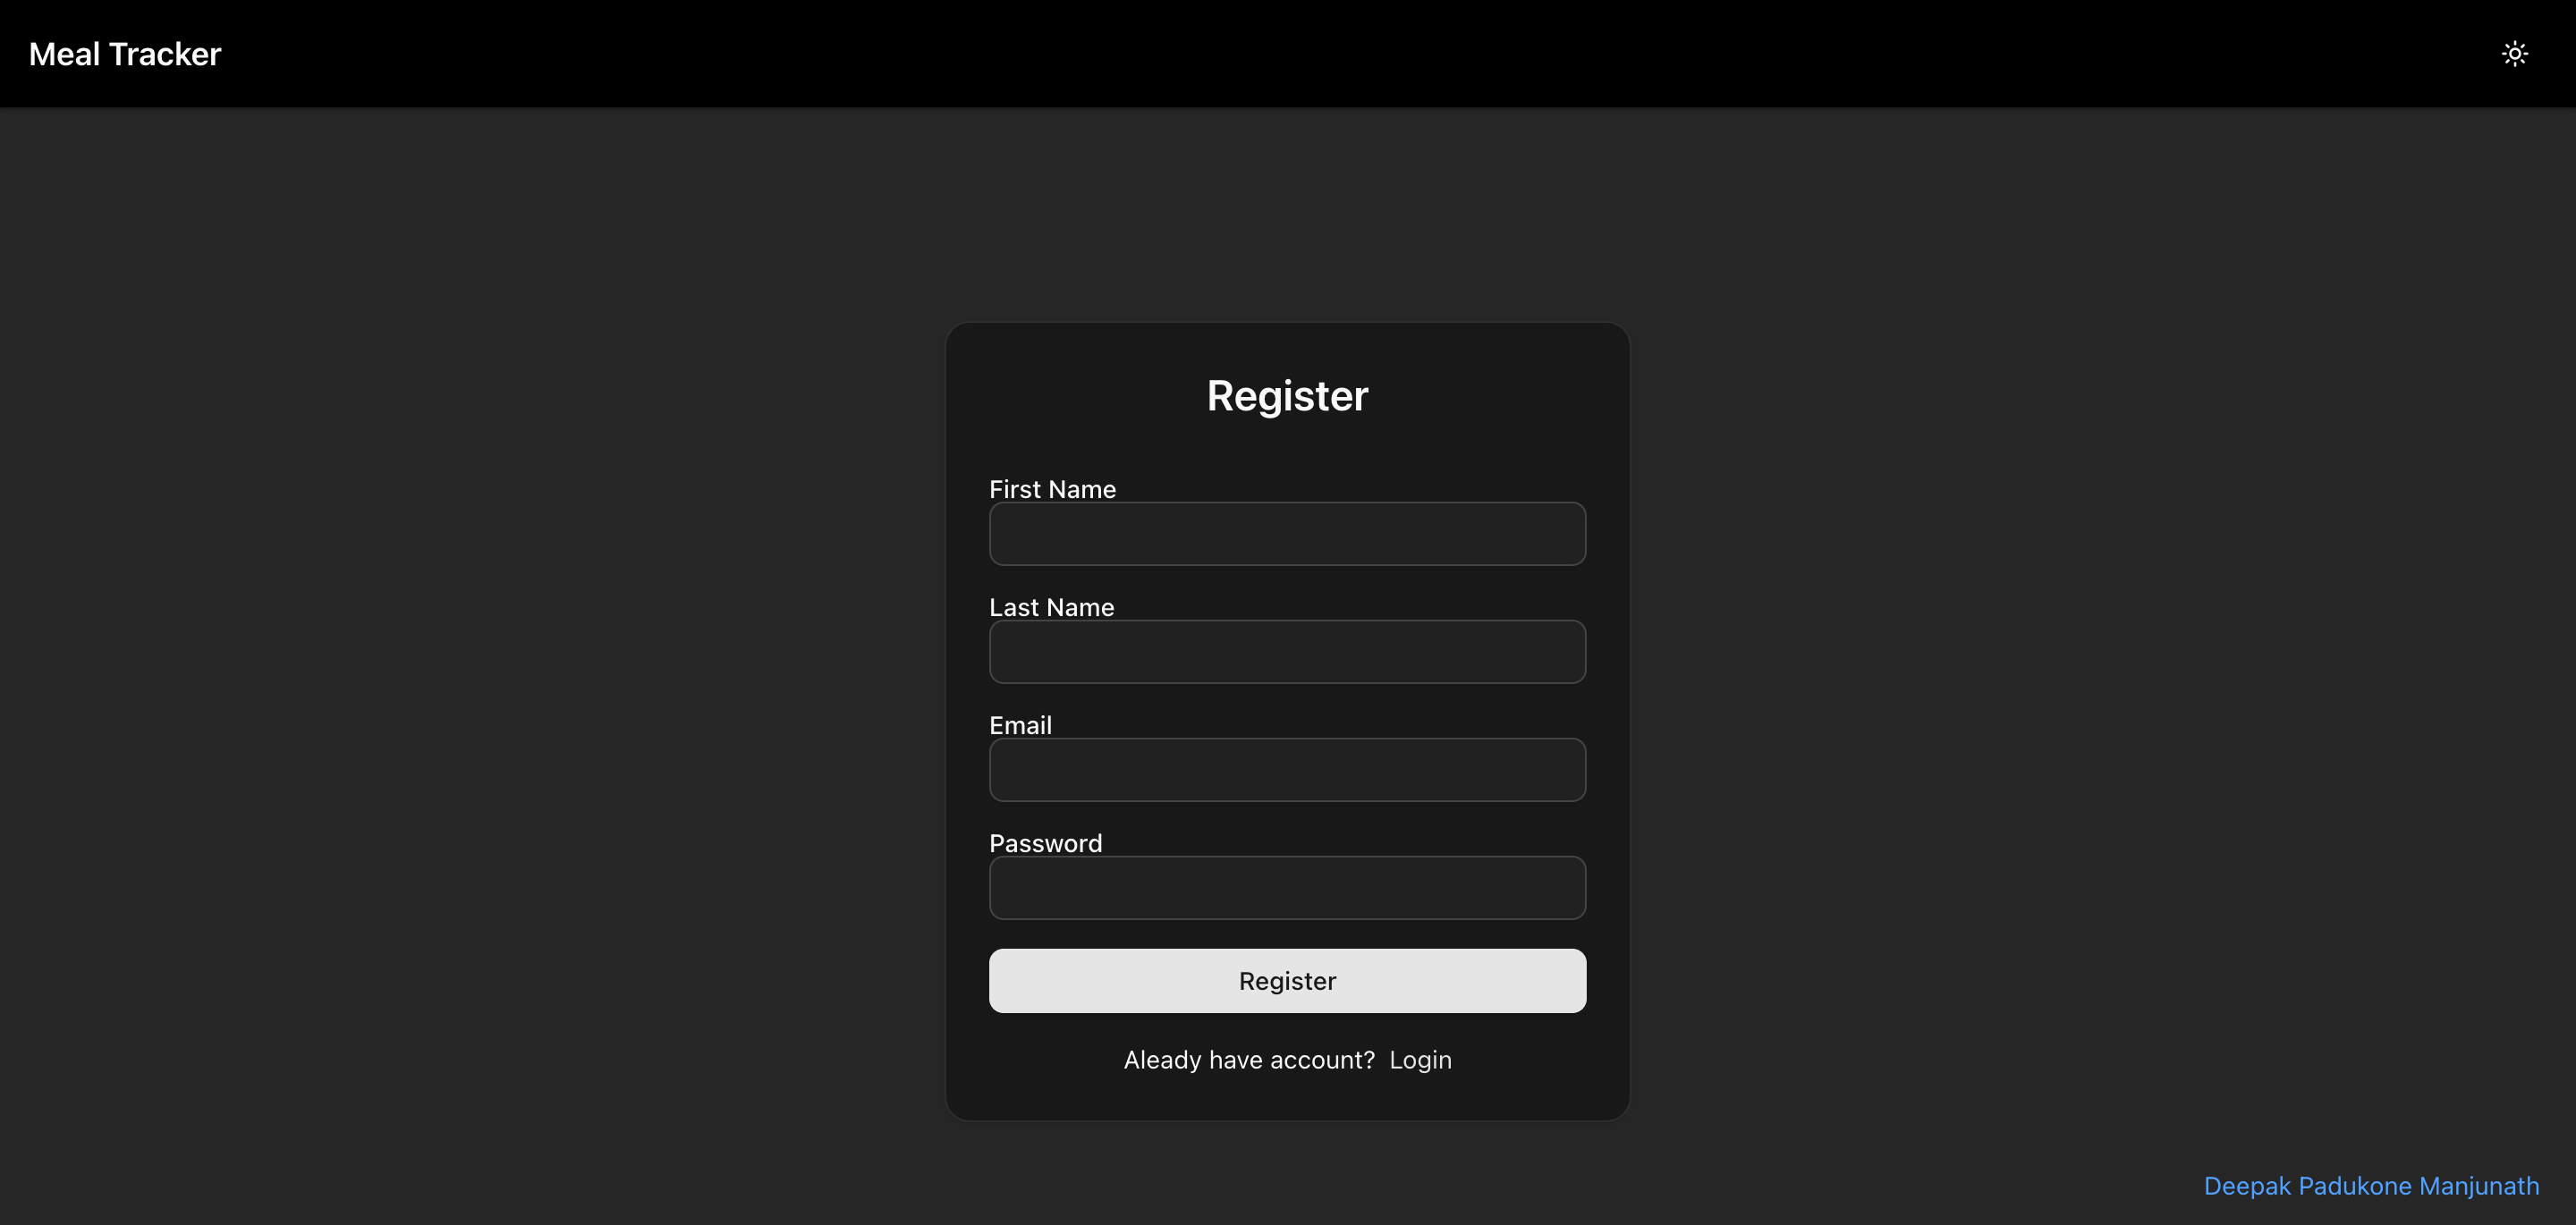 Meal Tracker
Register
First Name
Last Name
Email
Password
Register
Aleady have account? Login
Deepak Padukone Manjunath